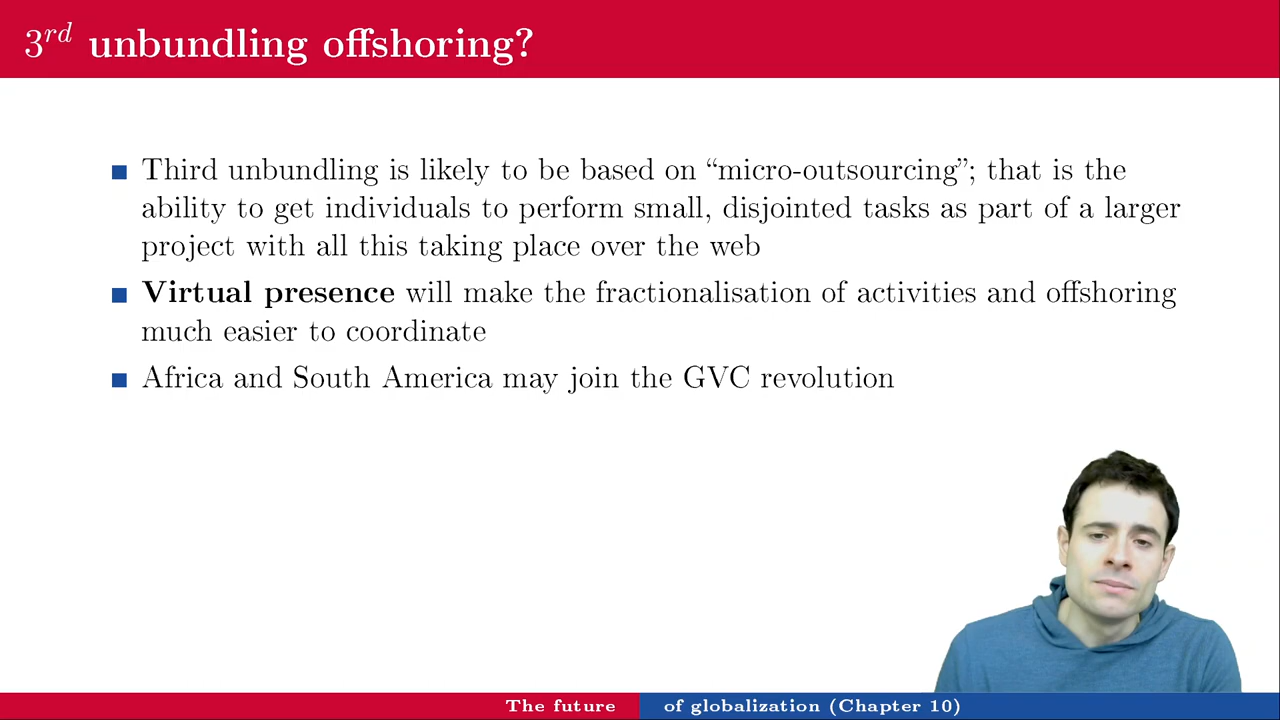 3rd unbundling offshoring?
Third unbundling is likely to be based on “micro-outsourcing”; that is the
ability to get individuals to perform small, disjointed tasks as part of a larger
project with all this taking place over the web
Virtual presence will make the fractionalisation of activities and offshoring
much easier to coordinate
Africa and South America may join the GVC revolution
The future of globalization (Chapter 10)